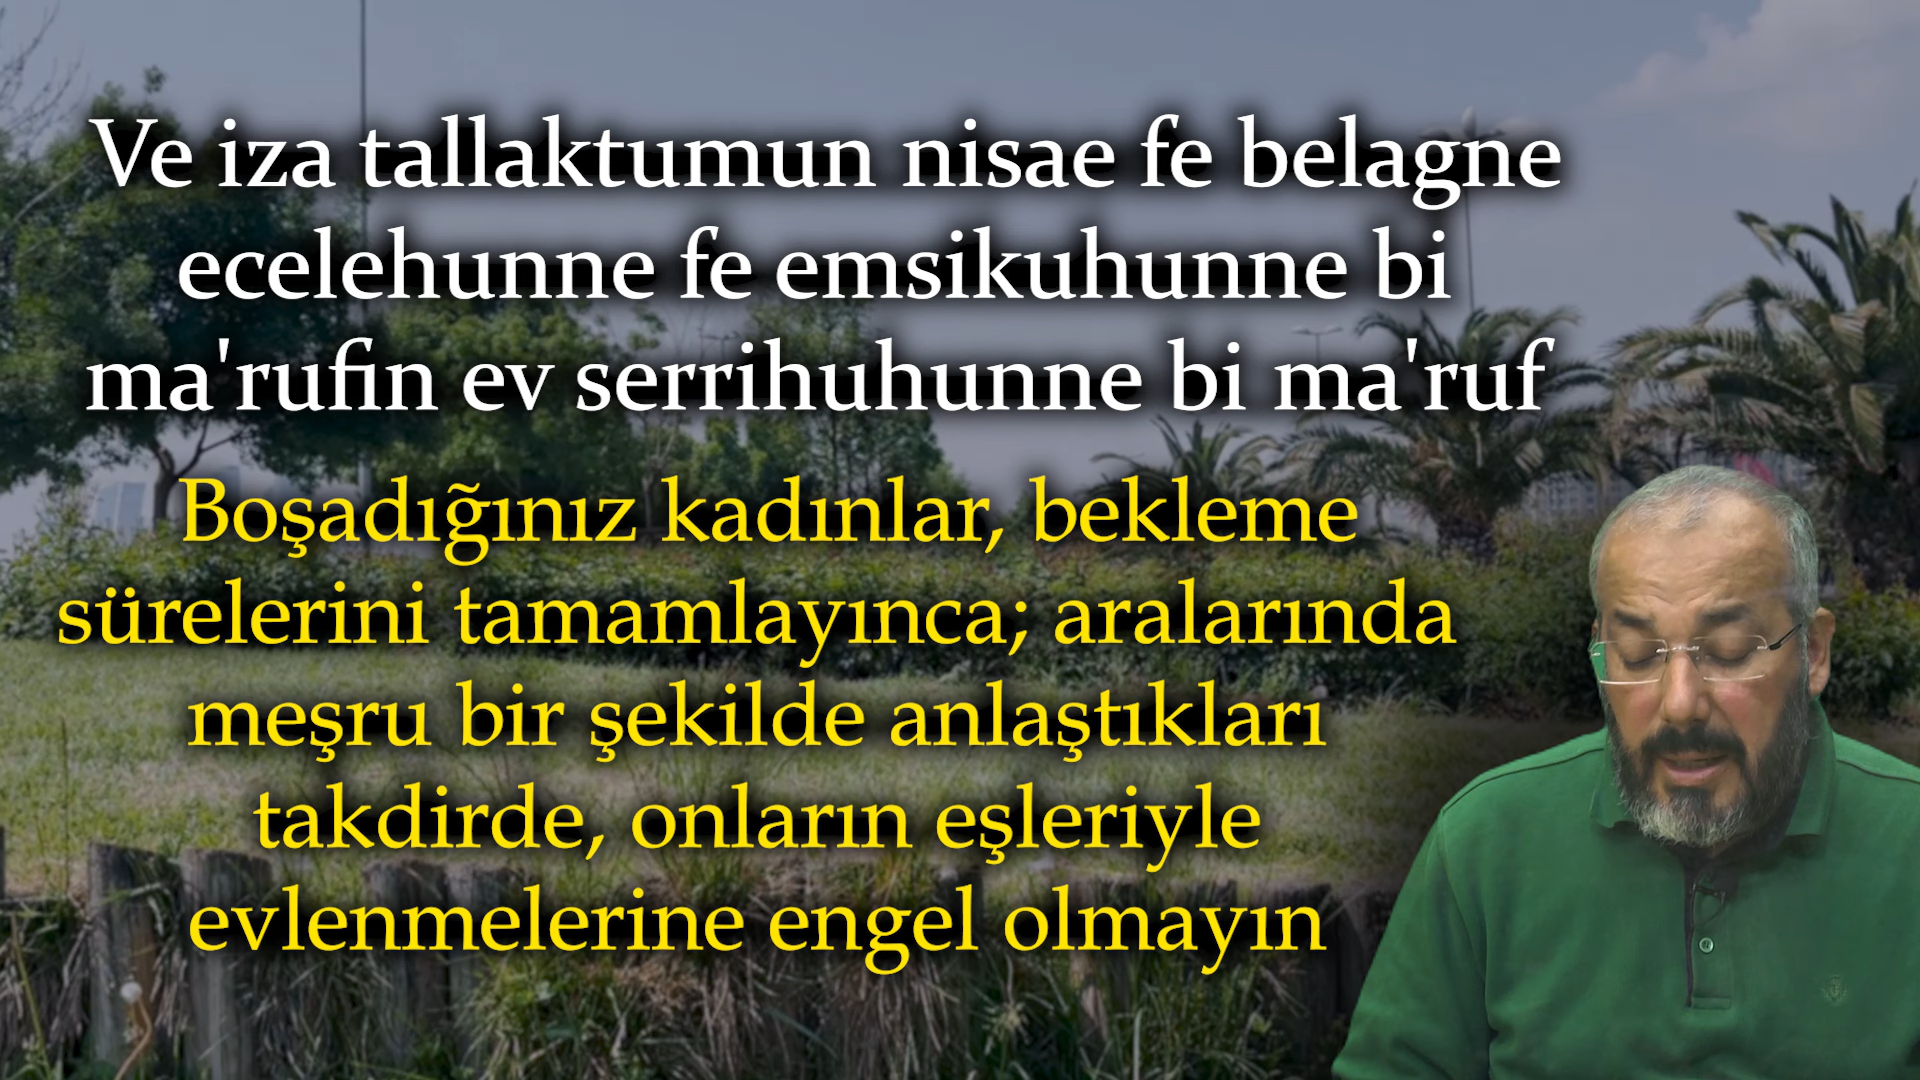 Ve iza tallaktumun nisae fe belagne
ecelehunne fe emsikuhunne bi
ma'rufin ev serrihuhunne bi ma'ruf
Boşadığınız kadınlar, bekleme
sürelerini tamamlayınca; aralarında
meşru bir şekilde anlaştıkları
takdirde, onların eşleriyle
evlenmelerine engel olmayın